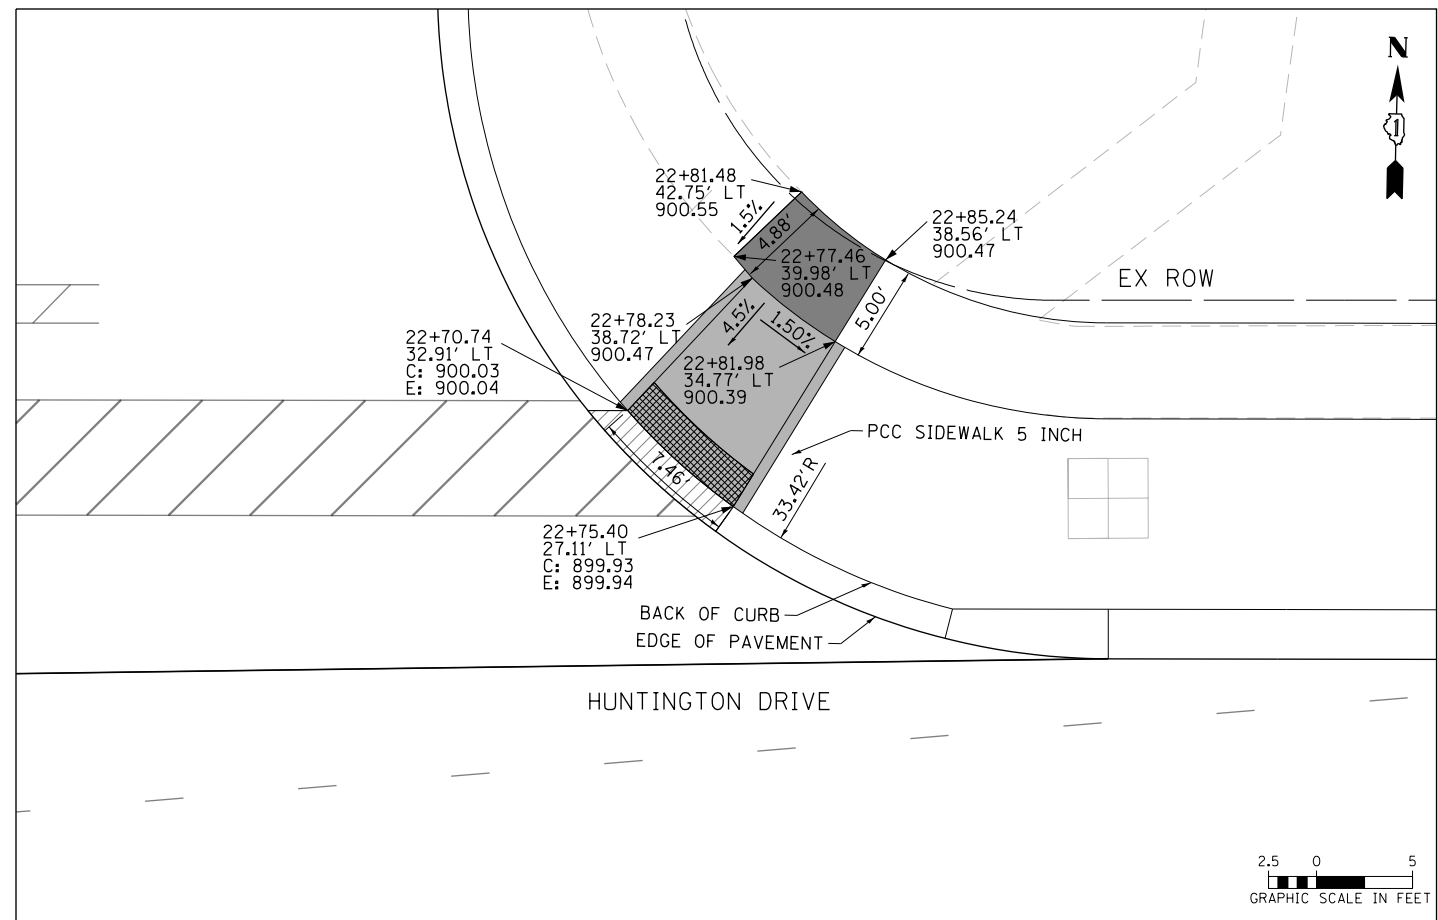 N
1
22+81.48
42.75' LT
900.55
1.5%
4.88'
22+85.24
38.56' LT
900.47
22+77.46
39.98' LT
900.48
EX ROW
5.00'
22+78.23
38.72' LT
900.47
4.5%
1.50%
22+70.74
32.91' LT
C: 900.03
E: 900.04
22+81.98
34.77' LT
900.39
PCC SIDEWALK 5 INCH
7.46'
33.42'R
22+75.40
27.11' LT
C: 899.93
E: 899.94
BACK OF CURB
EDGE OF PAVEMENT
HUNTINGTON DRIVE
2.5 0 5
GRAPHIC SCALE IN FEET